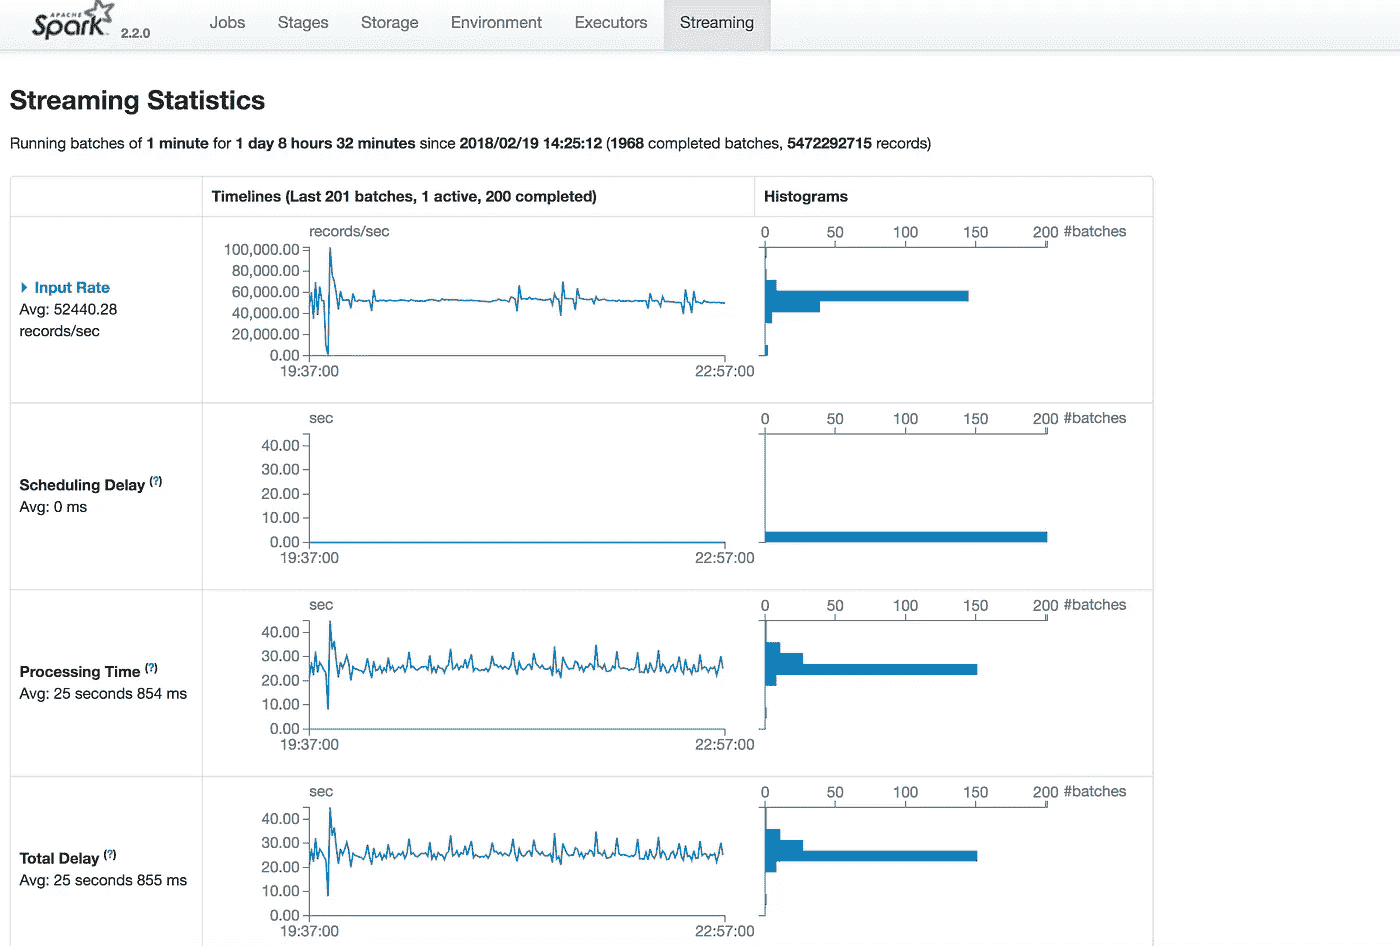 APACHE
Spark 2.2.0 Jobs Stages Storage Environment Executors Streaming
Streaming Statistics
Running batches of 1 minute for 1 day 8 hours 32 minutes since 2018/02/19 14:25:12 (1968 completed batches, 5472292715 records)
Timelines (Last 201 batches, 1 active, 200 completed) Histograms
Input Rate
Avg: 52440.28
records/sec
records/sec
100,000.00
80,000.00
60,000.00
40,000.00
20,000.00
0.00
19:37:00 22:57:00
0 50 100 150 200 #batches
Scheduling Delay (?)
Avg: 0 ms
sec
40.00
30.00
20.00
10.00
0.00
19:37:00 22:57:00
0 50 100 150 200 #batches
Processing Time (?)
Avg: 25 seconds 854 ms
sec
40.00
30.00
20.00
10.00
0.00
19:37:00 22:57:00
0 50 100 150 200 #batches
Total Delay (?)
Avg: 25 seconds 855 ms
sec
40.00
30.00
20.00
10.00
0.00
19:37:00 22:57:00
0 50 100 150 200 #batches